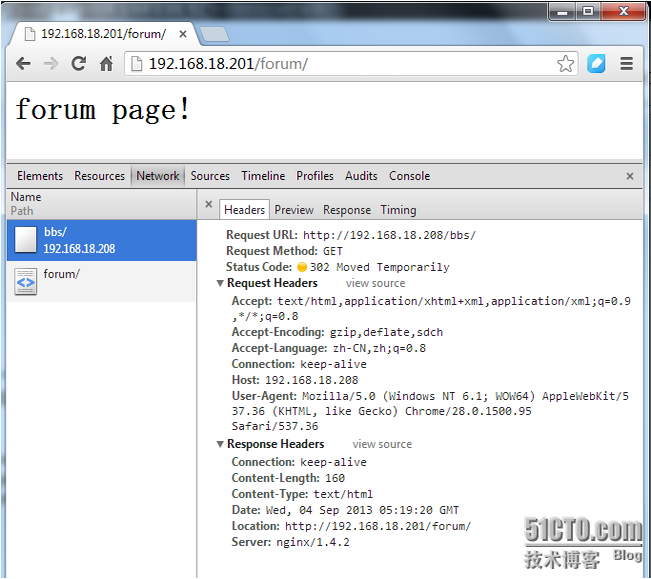 192.168.18.201/forum/
192.168.18.201/forum/
forum page!
Elements Resources Network Sources Timeline Profiles Audits Console
Name
Path
bbs/
192.168.18.208
forum/
Headers Preview Response Timing
Request URL: http://192.168.18.208/bbs/
Request Method: GET
Status Code: 302 Moved Temporarily
Request Headers view source
Accept: text/html,application/xhtml+xml,application/xml;q=0.9
,*/*;q=0.8
Accept-Encoding: gzip,deflate,sdch
Accept-Language: zh-CN,zh;q=0.8
Connection: keep-alive
Host: 192.168.18.208
User-Agent: Mozilla/5.0 (Windows NT 6.1; WOW64) AppleWebKit/5
37.36 (KHTML, like Gecko) Chrome/28.0.1500.95
Safari/537.36
Response Headers view source
Connection: keep-alive
Content-Length: 160
Content-Type: text/html
Date: Wed, 04 Sep 2013 05:19:20 GMT
Location: http://192.168.18.201/forum/
Server: nginx/1.4.2
51CTO.com
技术博客 Blog